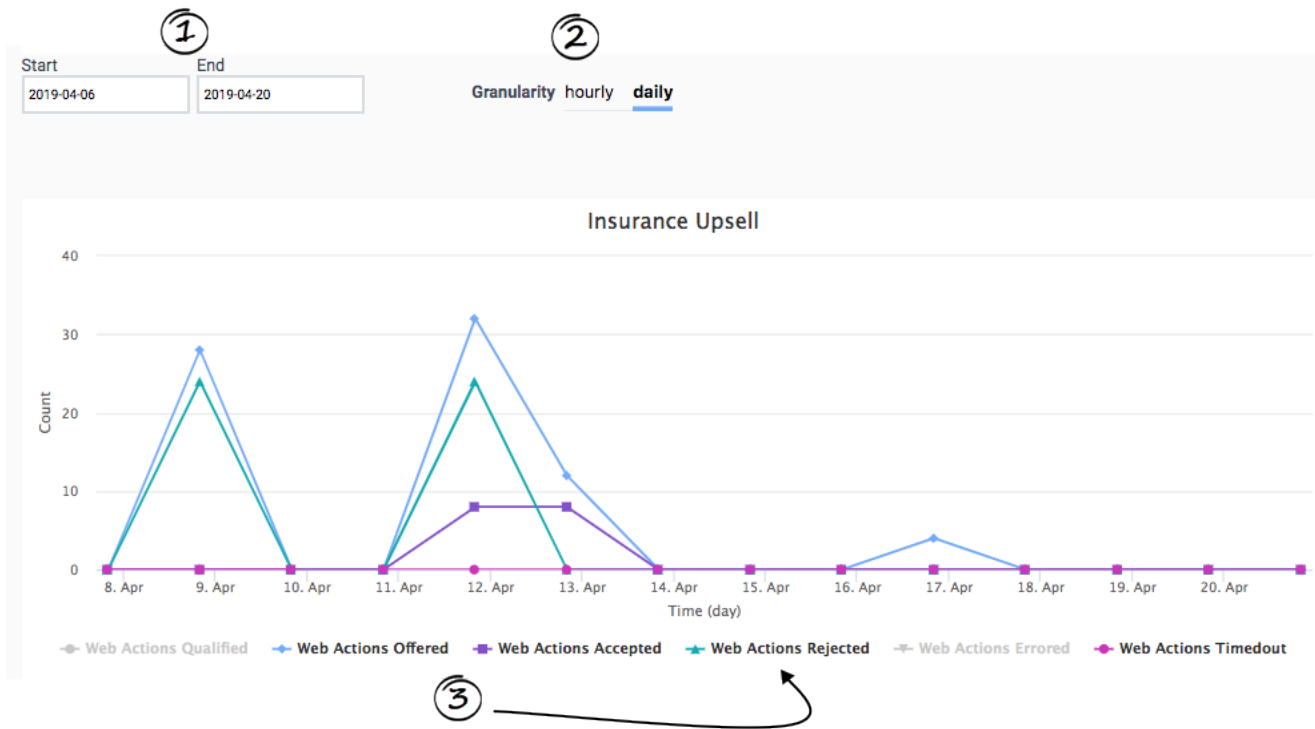 1
2
Start End
2019-04-06 2019-04-20
Granularity hourly daily
Insurance Upsell
40
30
20
10
0
Count
8. Apr 9. Apr 10. Apr 11. Apr 12. Apr 13. Apr 14. Apr 15. Apr 16. Apr 17. Apr 18. Apr 19. Apr 20. Apr
Time (day)
Web Actions Qualified Web Actions Offered Web Actions Accepted Web Actions Rejected Web Actions Errored Web Actions Timedout
3